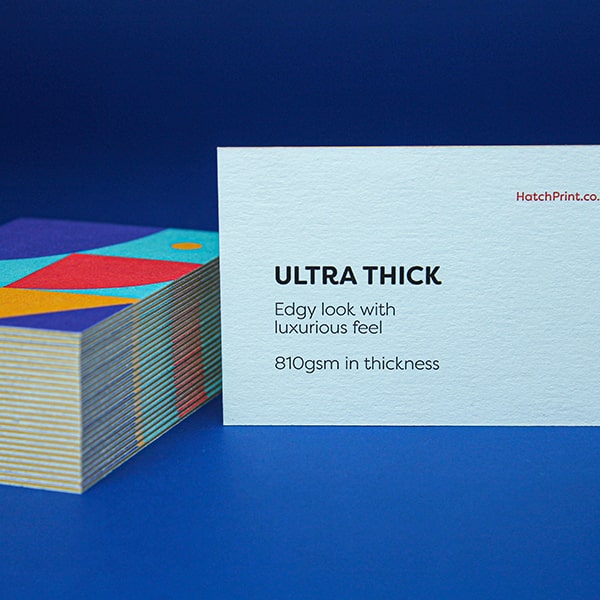 HatchPrint.co.
ULTRA THICK
Edgy look with
luxurious feel
810gsm in thickness